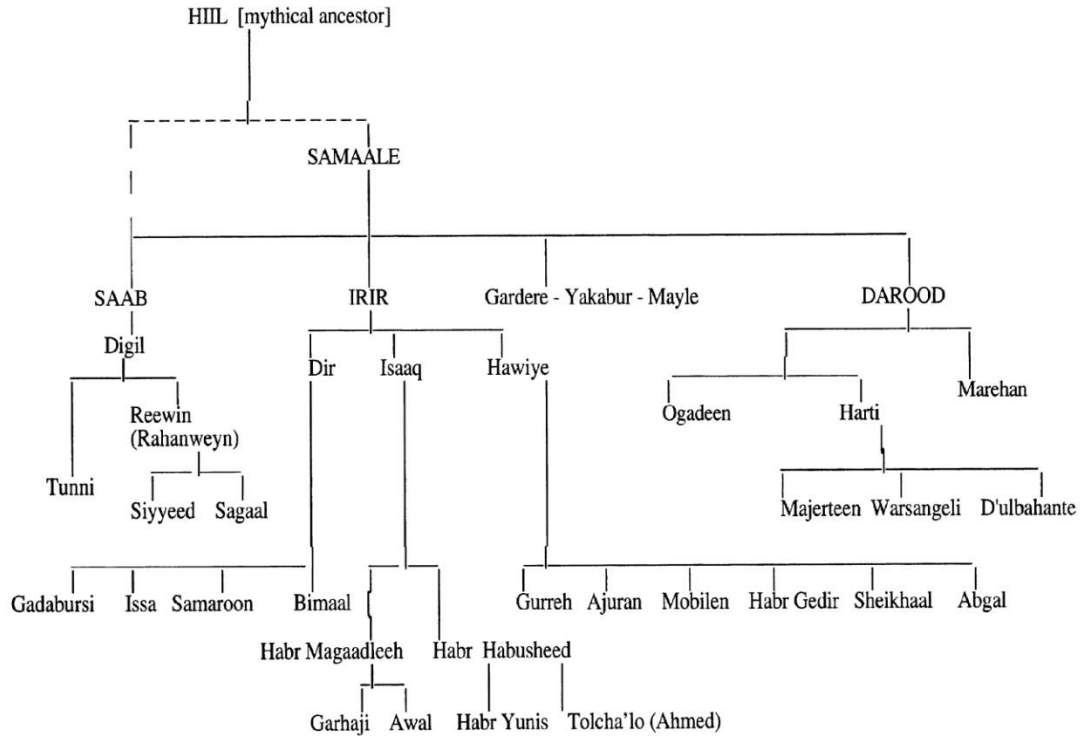 HIIL [mythical ancestor]
SAMAALE
SAAB IRIR Gardere - Yakabur - Mayle DAROOD
Digil Dir Isaaq Hawiye
Marehan
Reewin Ogadeen Harti
(Rahanweyn)
Tunni
Siyyeed Sagaal Majerteen Warsangeli D'ulbahante
Gadabursi Issa Samaroon Bimaal Gurreh Ajuran Mobilen Habr Gedir Sheikhaal Abgal
Habr Magaadleeh Habr Habusheed
Garhaji Awal Habr Yunis Tolcha'lo (Ahmed)